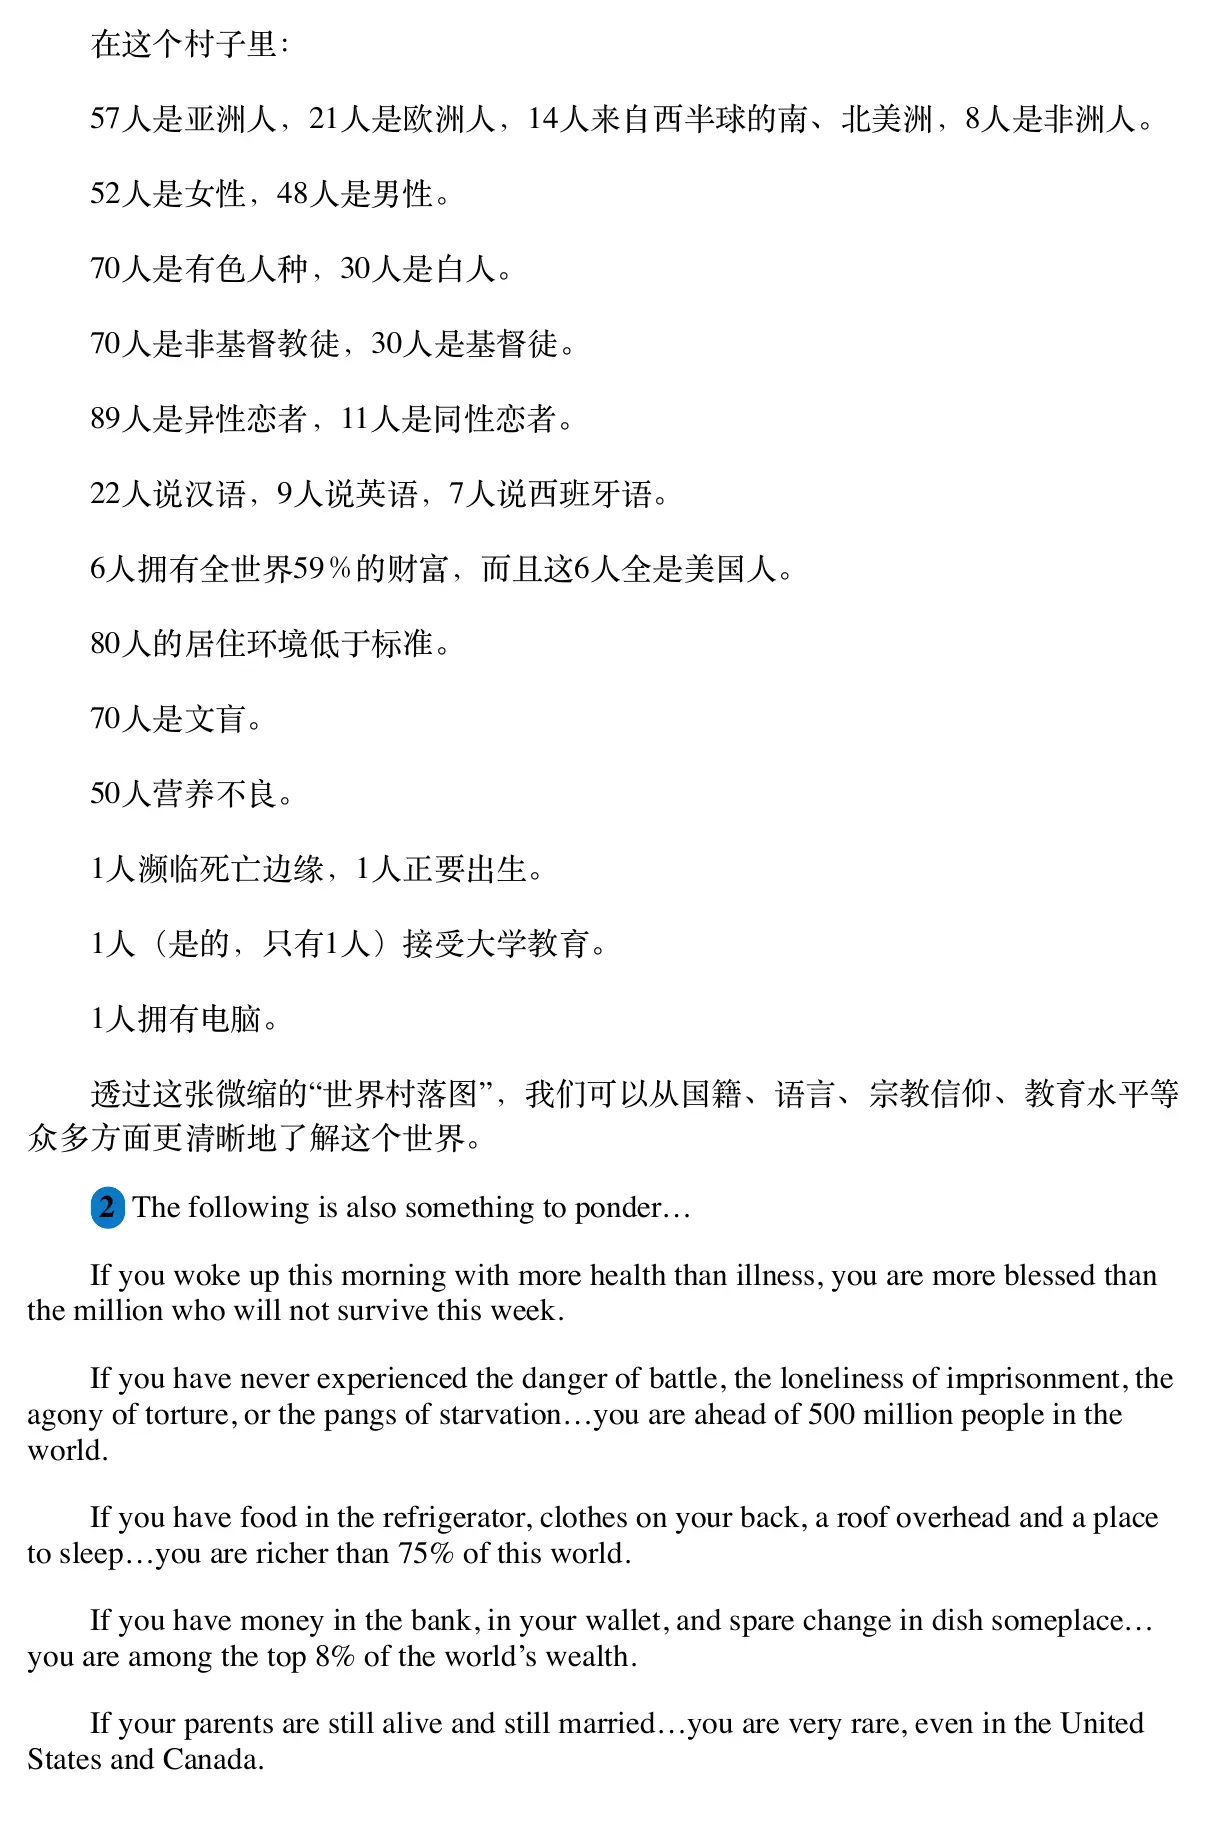 在这个村子里：
57人是亚洲人，21人是欧洲人，14人来自西半球的南、北美洲，8人是非洲人。
52人是女性，48人是男性。
70人是有色人种，30人是白人。
70人是非基督教徒，30人是基督徒。
89人是异性恋者，11人是同性恋者。
22人说汉语，9人说英语，7人说西班牙语。
6人拥有全世界59％的财富，而且这6人全是美国人。
80人的居住环境低于标准。
70人是文盲。
50人营养不良。
1人濒临死亡边缘，1人正要出生。
1人（是的，只有1人）接受大学教育。
1人拥有电脑。
透过这张微缩的“世界村落图”，我们可以从国籍、语言、宗教信仰、教育水平等
众多方面更清晰地了解这个世界。
2 The following is also something to ponder…
If you woke up this morning with more health than illness, you are more blessed than
the million who will not survive this week.
If you have never experienced the danger of battle, the loneliness of imprisonment, the
agony of torture, or the pangs of starvation…you are ahead of 500 million people in the
world.
If you have food in the refrigerator, clothes on your back, a roof overhead and a place
to sleep…you are richer than 75% of this world.
If you have money in the bank, in your wallet, and spare change in dish someplace…
you are among the top 8% of the world’s wealth.
If your parents are still alive and still married…you are very rare, even in the United
States and Canada.